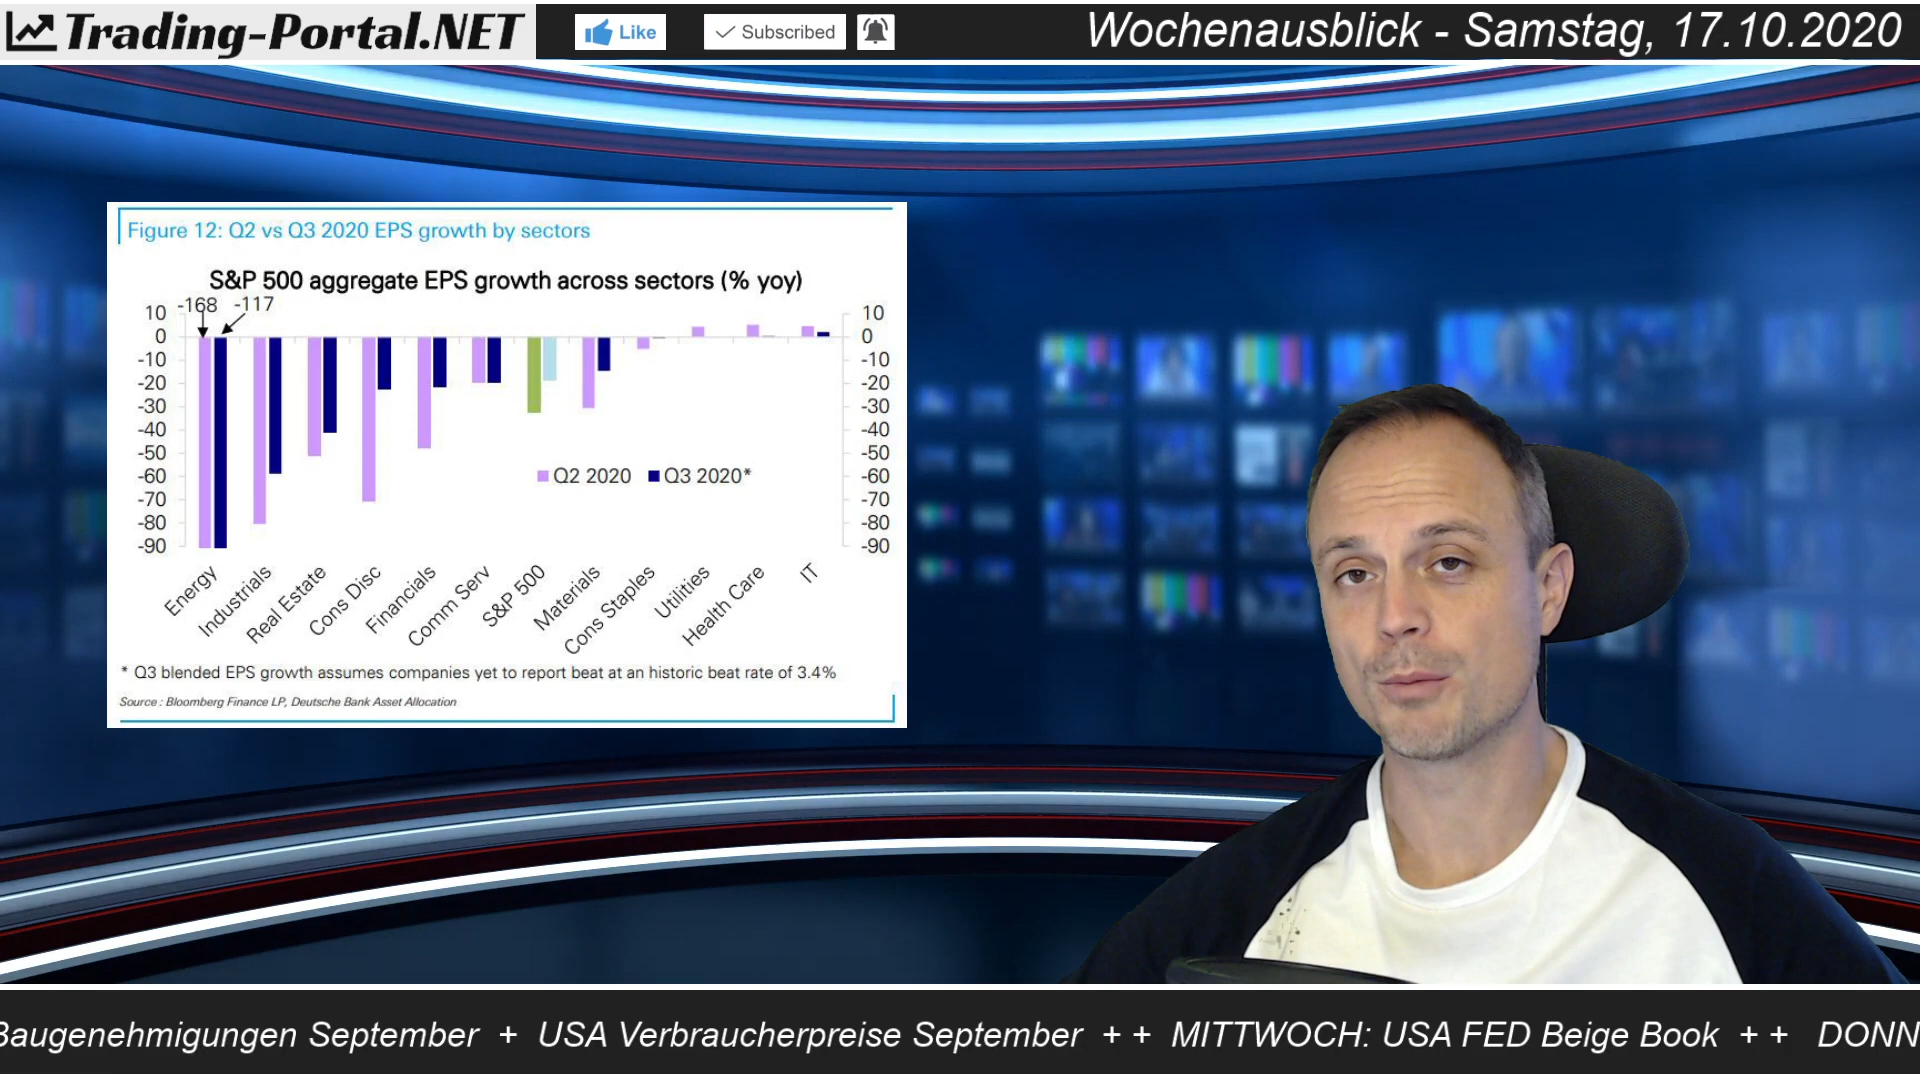 Trading-Portal.NET
Like
Subscribed
Wochenausblick - Samstag, 17.10.2020
Figure 12: Q2 vs Q3 2020 EPS growth by sectors
S&P 500 aggregate EPS growth across sectors (% yoy)
-168 -117
10 10
0 0
-10 -10
-20 -20
-30 -30
-40 -40
-50 -50
-60 -60
-70 -70
-80 -80
-90 -90
Q2 2020 Q3 2020*
Energy
Industrials
Real Estate
Cons Disc
Financials
Comm Serv
S&P 500
Materials
Cons Staples
Utilities
Health Care
IT
* Q3 blended EPS growth assumes companies yet to report beat at an historic beat rate of 3.4%
Source : Bloomberg Finance LP, Deutsche Bank Asset Allocation
Baugenehmigungen September + USA Verbraucherpreise September + + MITTWOCH: USA FED Beige Book + + DONN